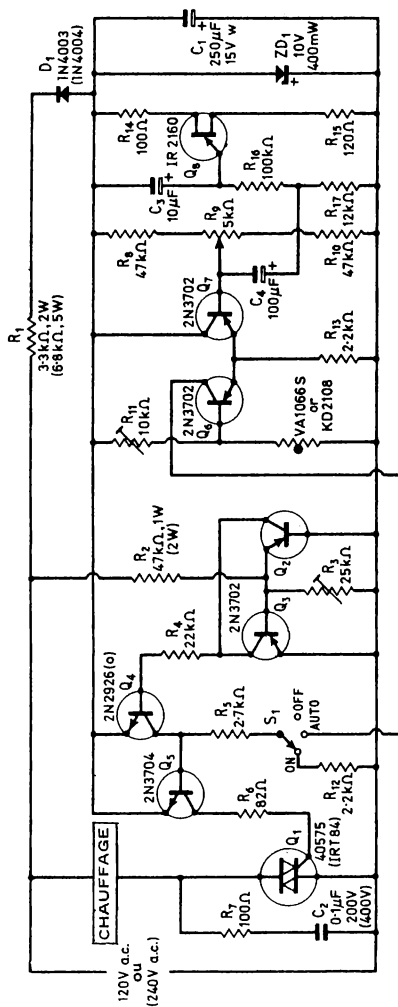 120V a.c.
ou
(240V a.c.)
CHAUFFAGE
R7
100Ω
C2
0·1µF
200V
(400V)
Q1
40575
(IRT84)
R6
82Ω
Q5
2N3704
Q4
2N2926(o)
R5
2·7kΩ
S1
ON
OFF
AUTO
R12
2·2kΩ
R4
22kΩ
R2
47kΩ,1W
(2W)
2N3702
Q3
Q2
R3
25kΩ
R1
3·3kΩ, 2W
(6·8kΩ, 5W)
R11
10kΩ
Q6
2N3702
VA1066S
or
KD2108
2N3702
Q7
R13
2·2kΩ
C4
100µF
+
R8
47kΩ
R9
5kΩ
R10
47kΩ
C3
10µF
+
Q8
IR 2160
R16
100kΩ
R17
12kΩ
R14
100Ω
R15
120Ω
D1
1N4003
(1N4004)
C1
250µF
15V w
+
ZD1
10V
400mW
+